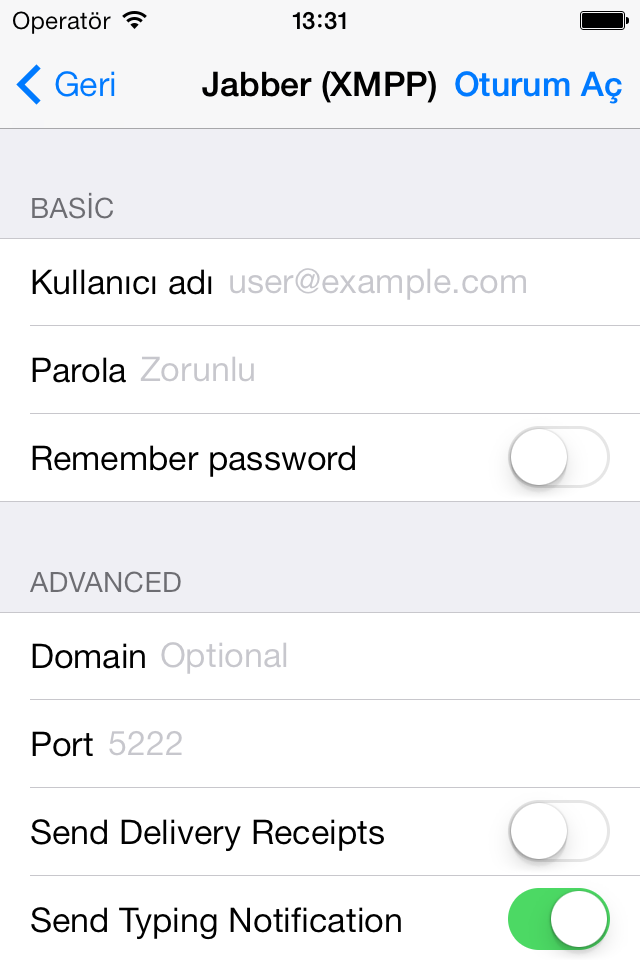 Operatör 13:31
Geri Jabber (XMPP) Oturum Aç
BASİC
Kullanıcı adı user@example.com
Parola Zorunlu
Remember password
ADVANCED
Domain Optional
Port 5222
Send Delivery Receipts
Send Typing Notification